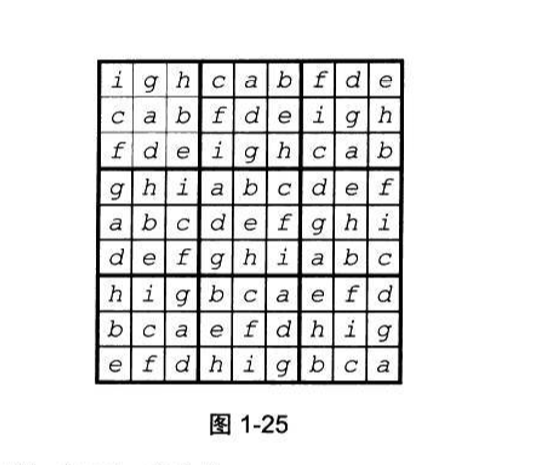 i g h c a b f d e
c a b f d e i g h
f d e i g h c a b
g h i a b c d e f
a b c d e f g h i
d e f g h i a b c
h i g b c a e f d
b c a e f d h i g
e f d h i g b c a
图 1-25